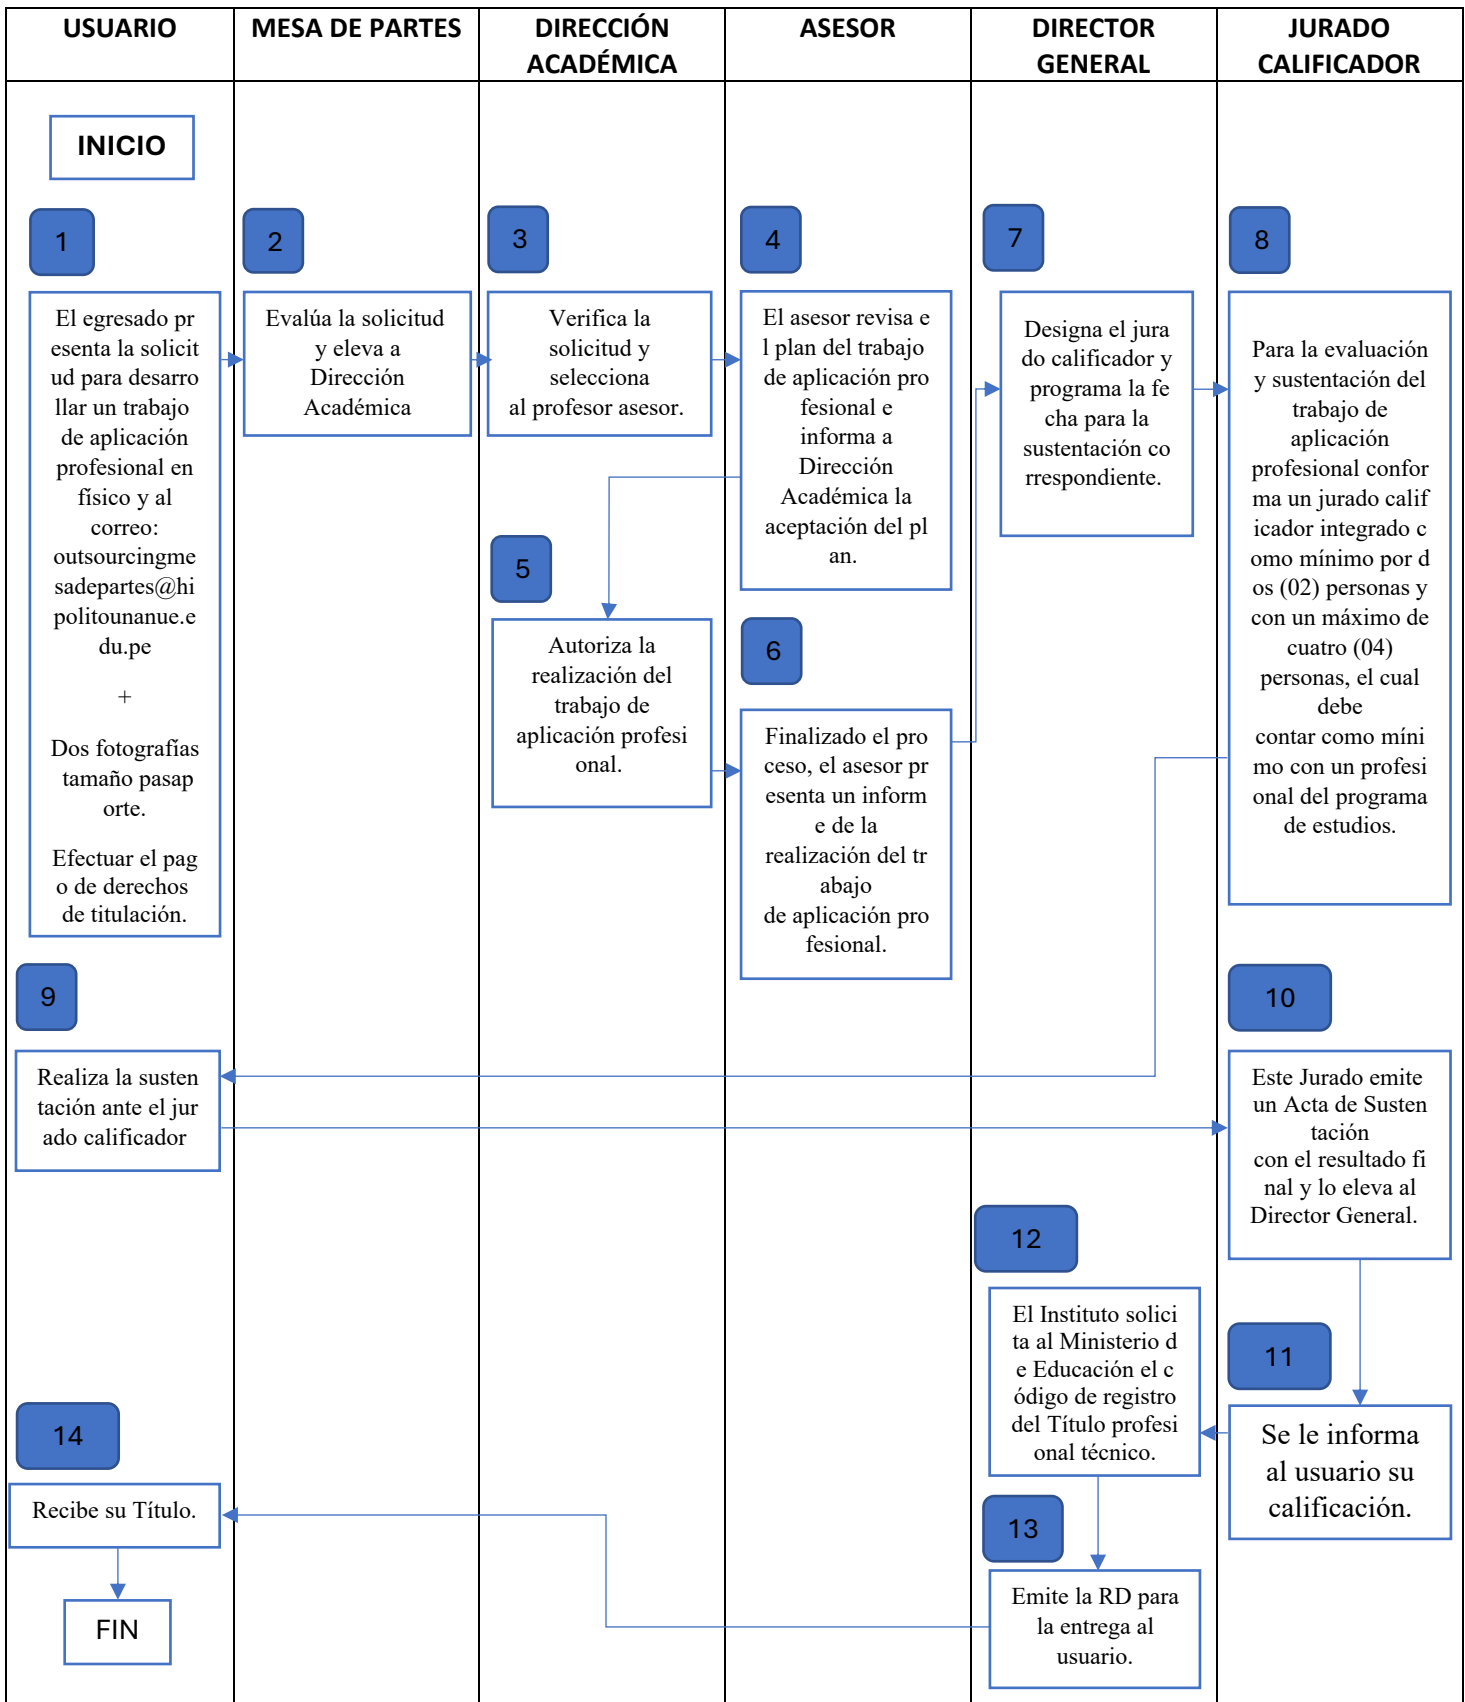 USUARIO
MESA DE PARTES
DIRECCIÓN
ACADÉMICA
ASESOR
DIRECTOR
GENERAL
JURADO
CALIFICADOR
INICIO
1
El egresado pr
esenta la solicit
ud para desarro
llar un trabajo
de aplicación
profesional en
físico y al
correo:
outsourcingme
sadepartes@hi
politounanue.e
du.pe
+
Dos fotografías
tamaño pasap
orte.
Efectuar el pag
o de derechos
de titulación.
2
Evalúa la solicitud
y eleva a
Dirección
Académica
3
Verifica la
solicitud y
selecciona
al profesor asesor.
4
El asesor revisa e
l plan del trabajo
de aplicación pro
fesional e
informa a
Dirección
Académica la
aceptación del pl
an.
5
Autoriza la
realización del
trabajo de
aplicación profesi
onal.
6
Finalizado el pro
ceso, el asesor pr
esenta un inform
e de la
realización del tr
abajo
de aplicación pro
fesional.
7
Designa el jura
do calificador y
programa la fe
cha para la
sustentación co
rrespondiente.
8
Para la evaluación
y sustentación del
trabajo de
aplicación
profesional confor
ma un jurado calif
icador integrado c
omo mínimo por d
os (02) personas y
con un máximo de
cuatro (04)
personas, el cual
debe
contar como míni
mo con un profesi
onal del programa
de estudios.
9
Realiza la susten
tación ante el jur
ado calificador
10
Este Jurado emite
un Acta de Susten
tación
con el resultado fi
nal y lo eleva al
Director General.
11
Se le informa
al usuario su
calificación.
12
El Instituto solici
ta al Ministerio d
e Educación el c
ódigo de registro
del Título profesi
onal técnico.
13
Emite la RD para
la entrega al
usuario.
14
Recibe su Título.
FIN